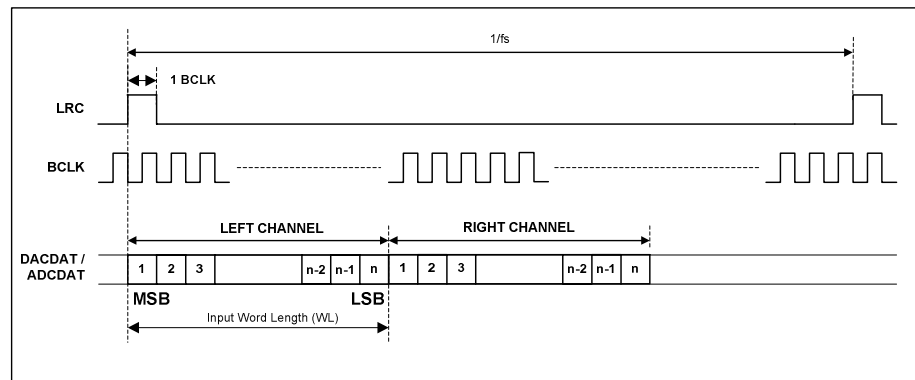 1/fs
1 BCLK
LRC
BCLK
LEFT CHANNEL
RIGHT CHANNEL
DACDAT /
ADCDAT
1 2 3 n-2 n-1 n 1 2 3 n-2 n-1 n
MSB LSB
Input Word Length (WL)